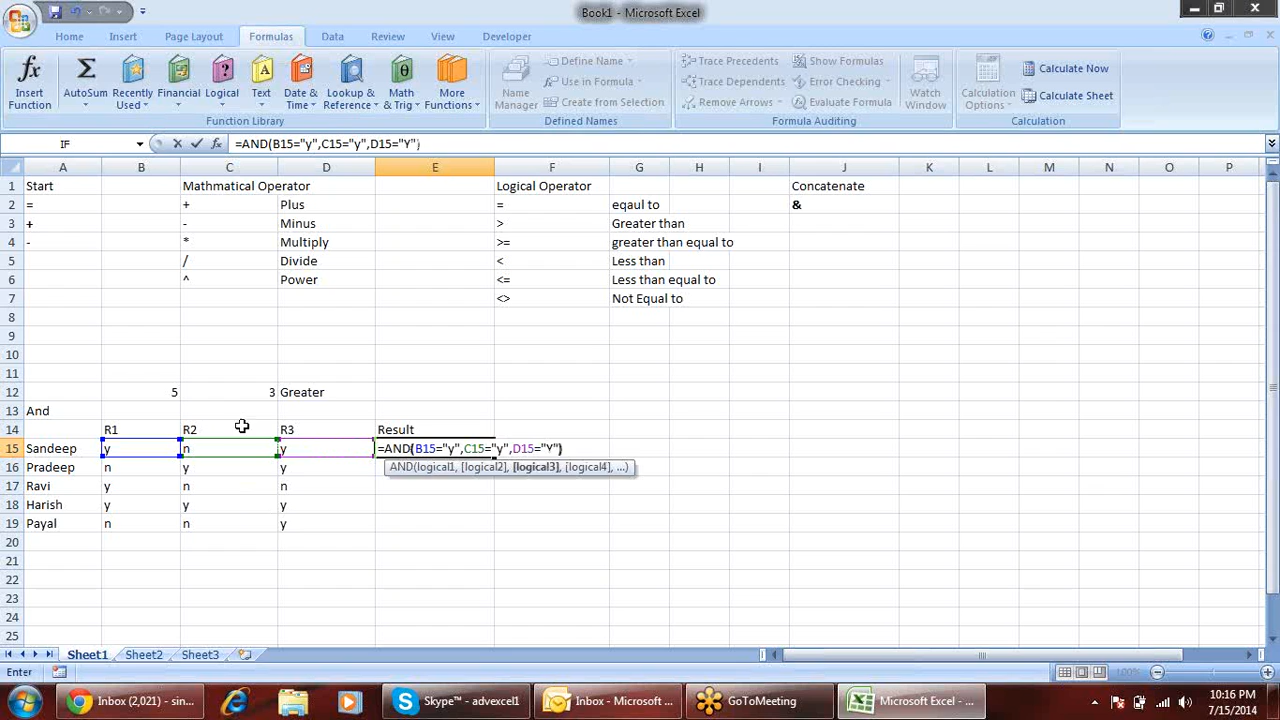 Book1 - Microsoft Excel
Home Insert Page Layout Formulas Data Review View Developer
fx Σ ? A θ
Insert Function
AutoSum
Recently Used
Financial
Logical
Text
Date & Time
Lookup & Reference
Math & Trig
More Functions
Function Library
Name Manager
Define Name
Use in Formula
Create from Selection
Defined Names
Trace Precedents
Trace Dependents
Remove Arrows
Show Formulas
Error Checking
Evaluate Formula
Formula Auditing
Watch Window
Calculation Options
Calculate Now
Calculate Sheet
Calculation
IF fx =AND(B15="y",C15="y",D15="Y")
A B C D E F G H I J K L M N O P
1 Start Mathmatical Operator Logical Operator Concatenate
2 = + Plus = eqaul to &
3 + - Minus > Greater than
4 - * Multiply >= greater than equal to
5 / Divide < Less than
6 ^ Power <= Less than equal to
7 <> Not Equal to
8
9
10
11
12 5 3 Greater
13 And
14 R1 R2 R3 Result
15 Sandeep y n y =AND(B15="y",C15="y",D15="Y")
AND(logical1, [logical2], [logical3], [logical4], ...)
16 Pradeep n y y
17 Ravi y n n
18 Harish y y y
19 Payal n n y
20
21
22
23
24
25
Sheet1 Sheet2 Sheet3
Enter 100%
Inbox (2,021) - sin...
Skype™ - advexcel1
Inbox - Microsoft ...
GoToMeeting
Microsoft Excel - ...
10:16 PM
7/15/2014